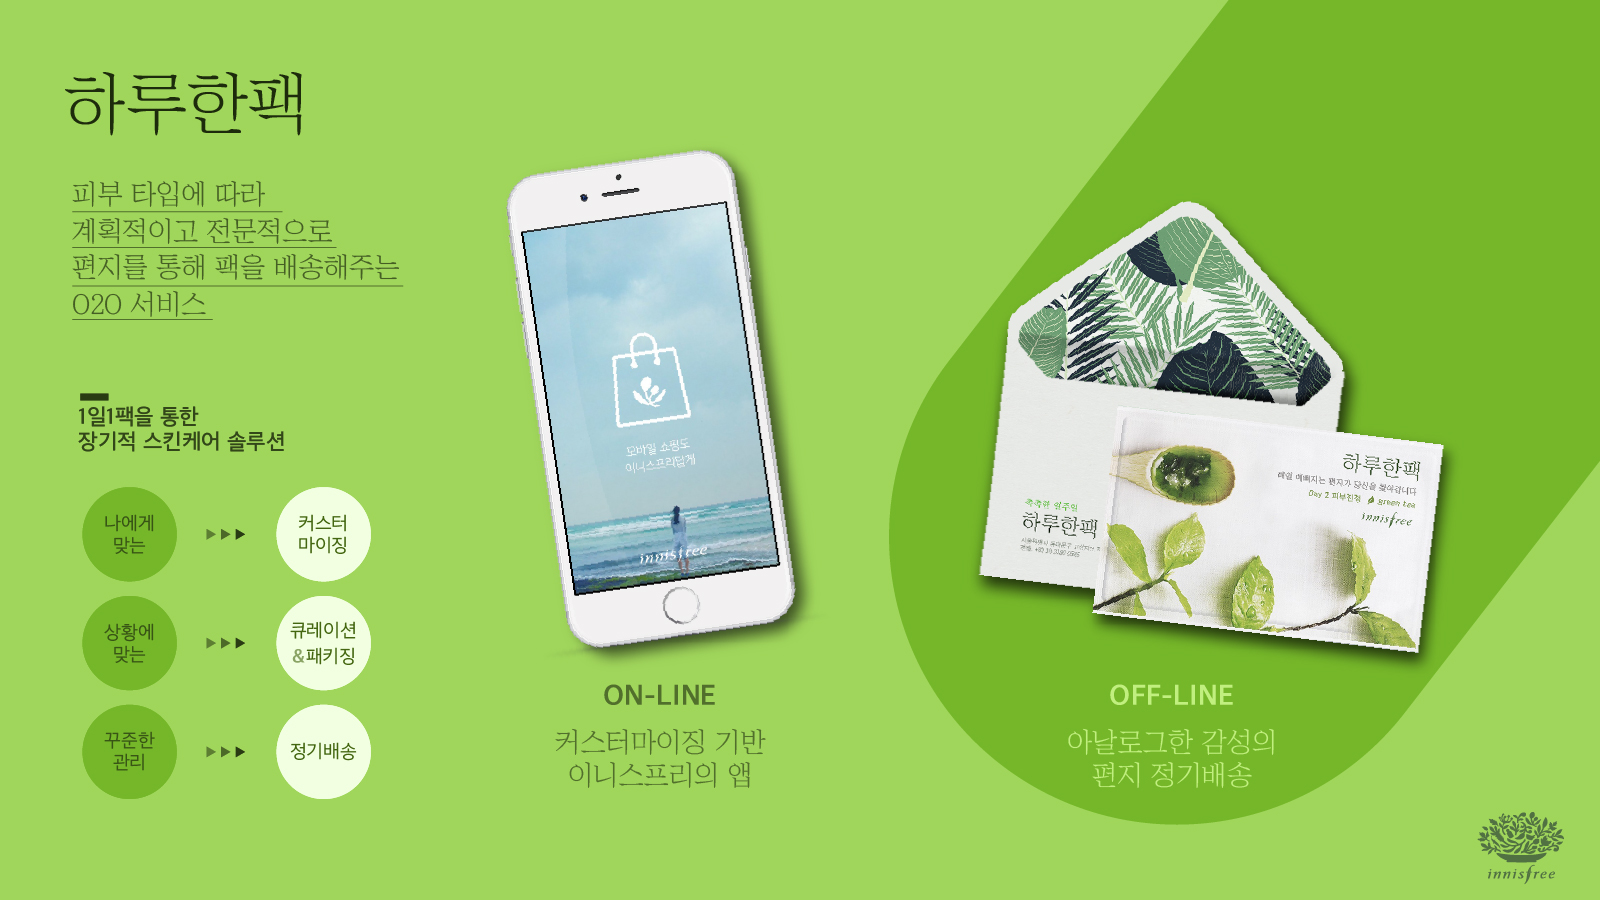 하루한팩
피부 타입에 따라
계획적이고 전문적으로
편지를 통해 팩을 배송해주는
O2O 서비스
1일1팩을 통한
장기적 스킨케어 솔루션
나에게
맞는
▶▶▶
커스터
마이징
상황에
맞는
▶▶▶
큐레이션
&패키징
꾸준한
관리
▶▶▶
정기배송
모바일 쇼핑도
이니스프리답게
innisfree
ON-LINE
커스터마이징 기반
이니스프리의 앱
촉촉한 일주일
하루한팩
하루한팩
매일 예뻐지는 편지가 당신을 찾아갑니다
Day 2 피부진정 green tea
innisfree
OFF-LINE
아날로그한 감성의
편지 정기배송
innisfree